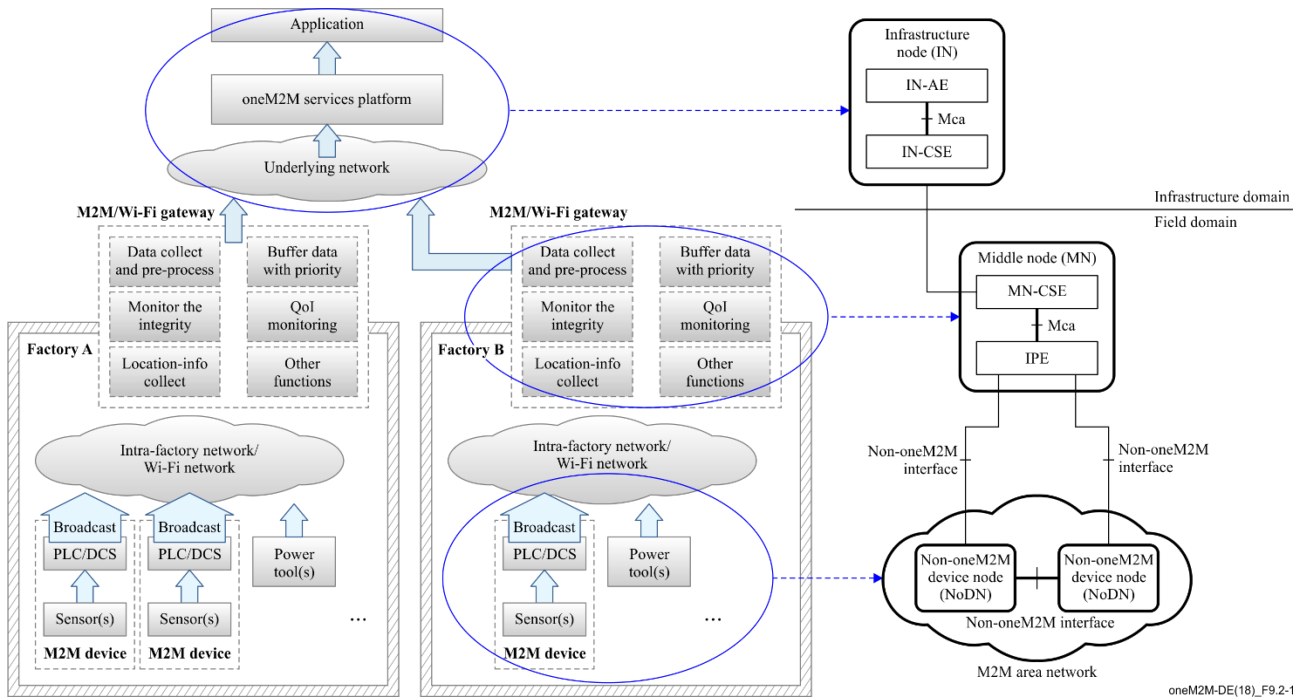 Application
oneM2M services platform
Underlying network
M2M/Wi-Fi gateway
Data collect
and pre-process
Buffer data
with priority
Monitor the
integrity
QoI
monitoring
Location-info
collect
Other
functions
Factory A
Intra-factory network/
Wi-Fi network
Broadcast
PLC/DCS
Sensor(s)
M2M device
Broadcast
PLC/DCS
Sensor(s)
M2M device
Power
tool(s)
...
M2M/Wi-Fi gateway
Data collect
and pre-process
Buffer data
with priority
Monitor the
integrity
QoI
monitoring
Location-info
collect
Other
functions
Factory B
Intra-factory network/
Wi-Fi network
Broadcast
PLC/DCS
Sensor(s)
M2M device
Power
tool(s)
...
Infrastructure
node (IN)
IN-AE
Mca
IN-CSE
Infrastructure domain
Field domain
Middle node (MN)
MN-CSE
Mca
IPE
Non-oneM2M
interface
Non-oneM2M
interface
Non-oneM2M
device node
(NoDN)
Non-oneM2M
device node
(NoDN)
Non-oneM2M interface
M2M area network
oneM2M-DE(18)_F9.2-1